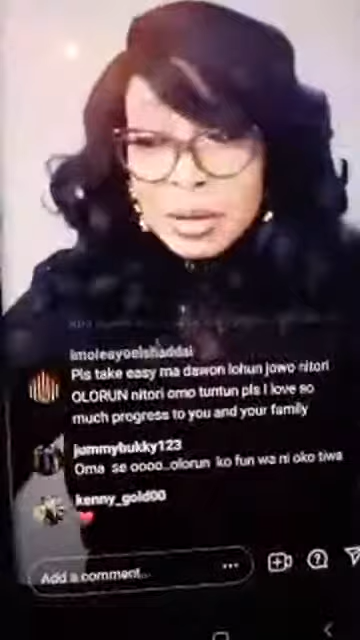 imoleayoelshaddai
Pls take easy ma dawon lohun jowo nitori
OLORUN nitori omo tuntun pls I love so
much progress to you and your family
jummybukky123
Oma se oooo..olorun ko fun wa ni oko tiwa
kenny_gold00
Add a comment...